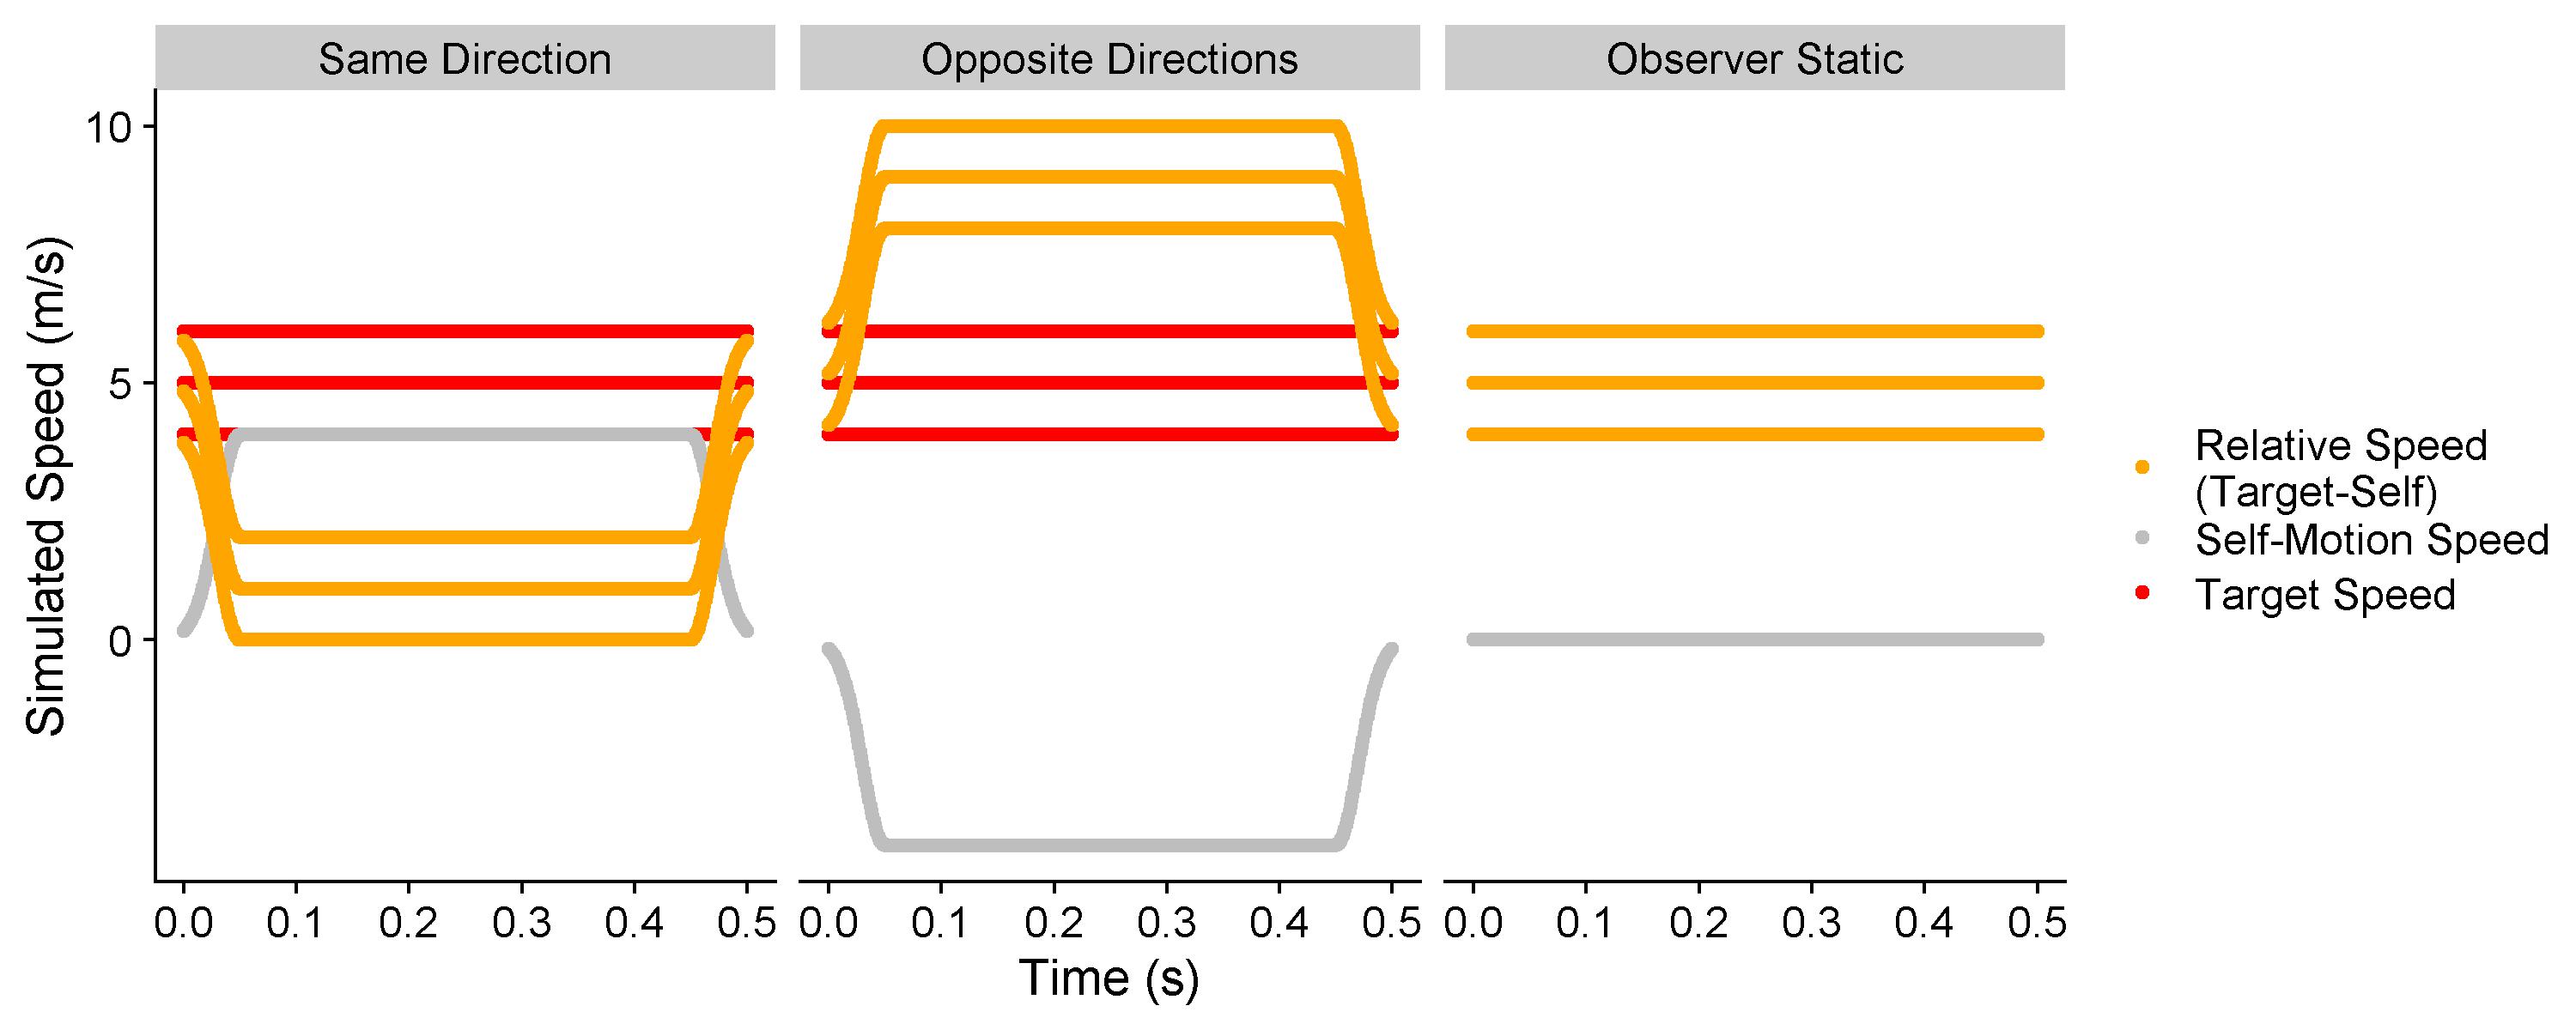 Same Direction
Opposite Directions
Observer Static
Simulated Speed (m/s)
10
5
0
0.0 0.1 0.2 0.3 0.4 0.5
0.0 0.1 0.2 0.3 0.4 0.5
0.0 0.1 0.2 0.3 0.4 0.5
Time (s)
Relative Speed
(Target-Self)
Self-Motion Speed
Target Speed